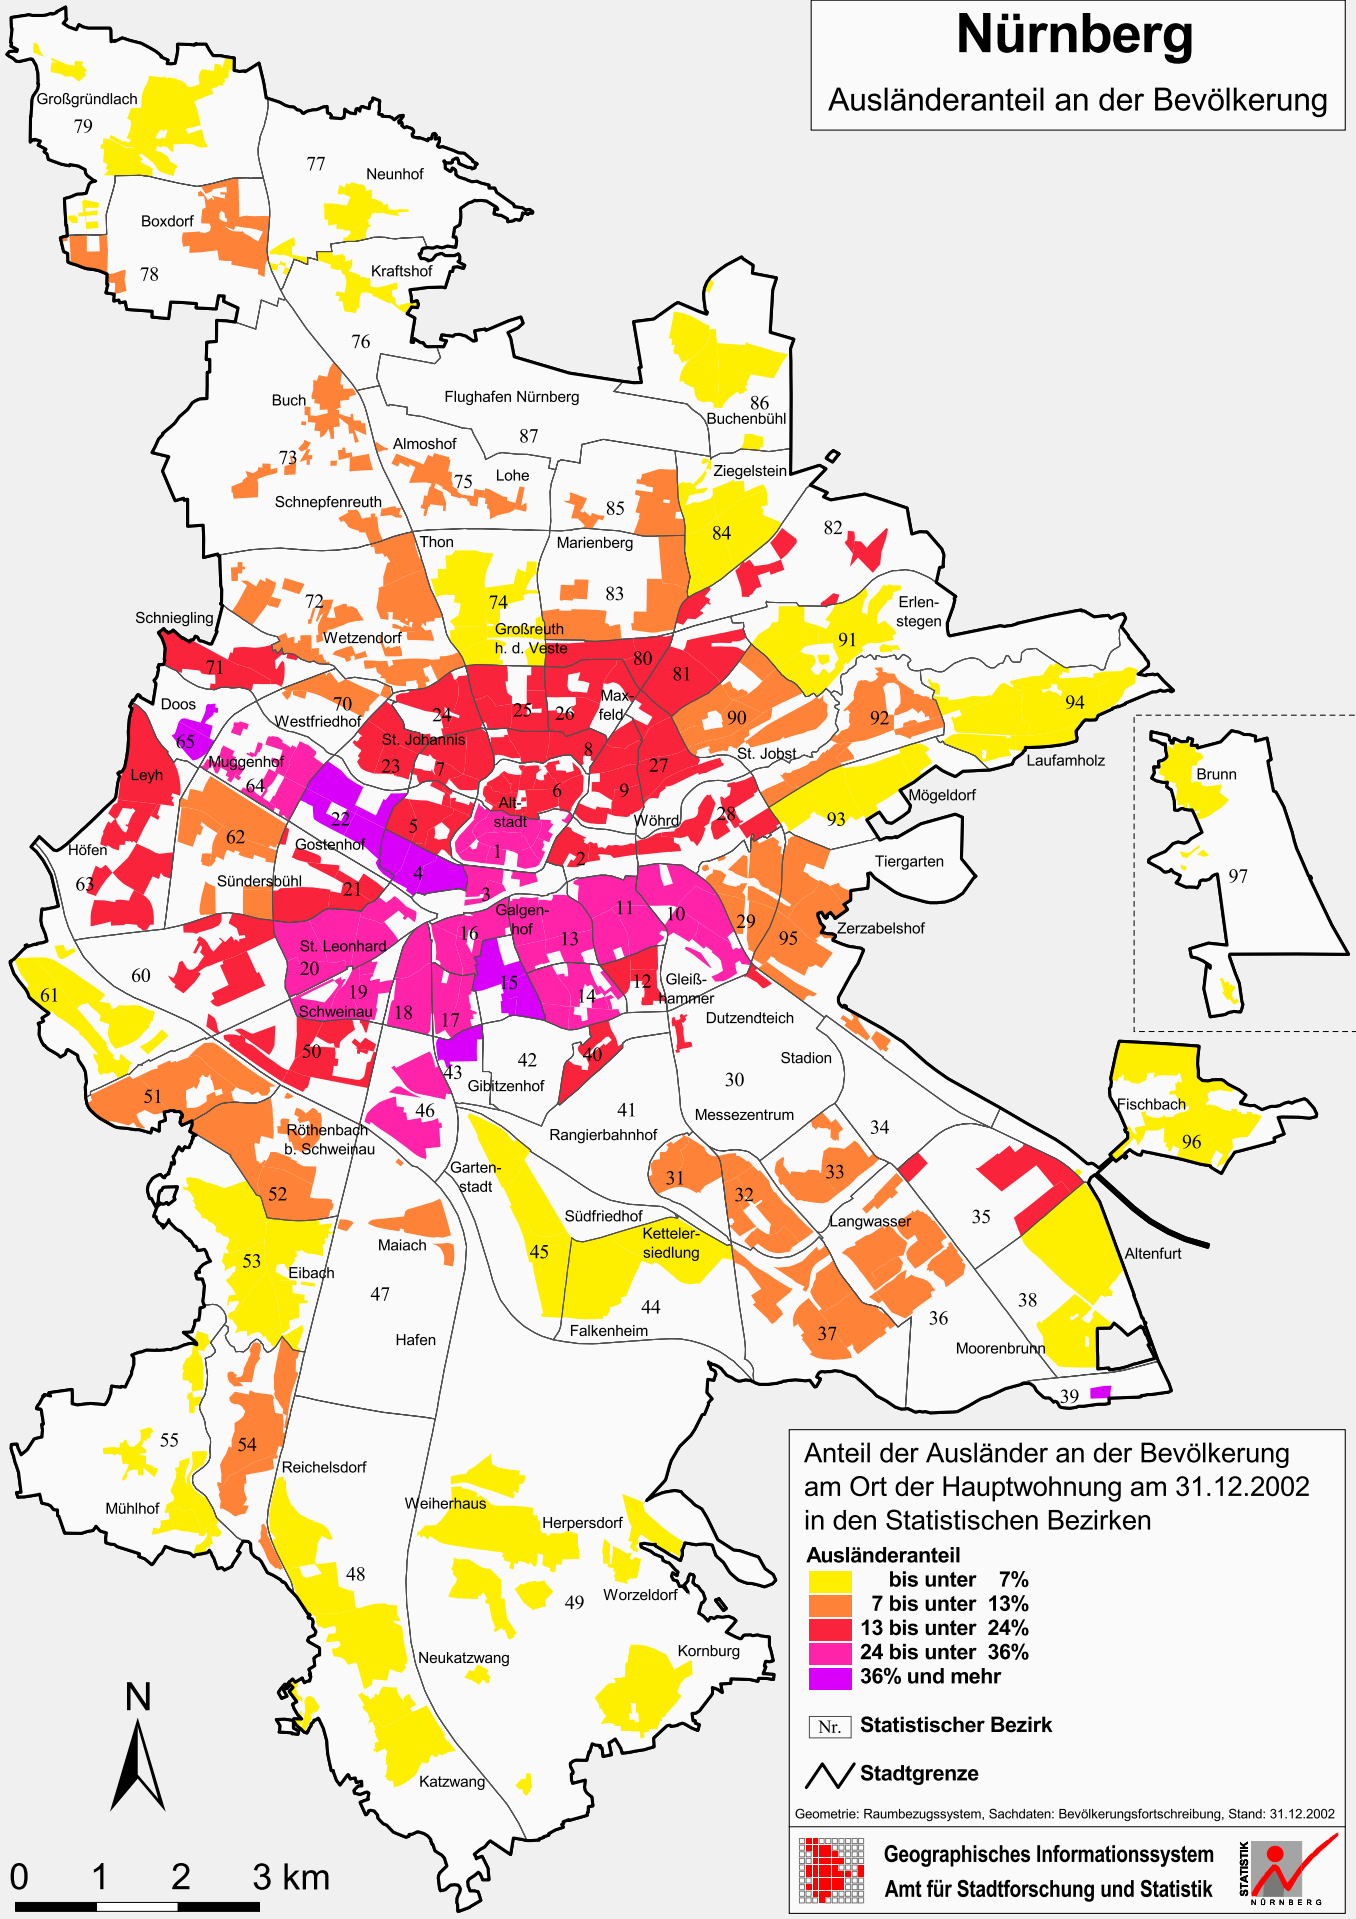 Nürnberg
Ausländeranteil an der Bevölkerung
Großgründlach
79
77
Neunhof
Boxdorf
78
Kraftshof
76
Buch
Flughafen Nürnberg
86
Buchenbühl
87
Almoshof
73
75
Lohe
Ziegelstein
Schnepfenreuth
85
84
82
Thon
Marienberg
72
74
83
Schniegling
Wetzendorf
Großreuth
h. d. Veste
91
Erlen-
stegen
71
80
81
Doos
70
Westfriedhof
24
25
26
Max-
feld
90
92
94
65
St. Johannis
8
St. Jobst
Laufamholz
Muggenhof
23
7
27
Leyh
64
6
9
Mögeldorf
Brunn
Alt-
stadt
22
5
Wöhrd
28
93
62
Gostenhof
1
2
Tiergarten
Höfen
63
Sündersbühl
21
4
3
97
Galgen-
hof
11
10
29
95
Zerzabelshof
St. Leonhard
16
13
60
20
61
19
15
14
12
Gleiß-
hammer
Schweinau
18
17
Dutzendteich
50
42
40
Stadion
43
Gibitzenhof
30
51
46
41
Messezentrum
Fischbach
Röthenbach
b. Schweinau
Rangierbahnhof
34
96
Garten-
stadt
31
32
33
52
Südfriedhof
Langwasser
35
Maiach
Ketteler-
siedlung
53
Eibach
45
Altenfurt
47
44
38
Hafen
Falkenheim
37
36
Moorenbrunn
39
55
54
Reichelsdorf
Mühlhof
Weiherhaus
Herpersdorf
48
49
Worzeldorf
Neukatzwang
Kornburg
Katzwang
N
0 1 2 3 km
Anteil der Ausländer an der Bevölkerung
am Ort der Hauptwohnung am 31.12.2002
in den Statistischen Bezirken
Ausländeranteil
bis unter 7%
7 bis unter 13%
13 bis unter 24%
24 bis unter 36%
36% und mehr
Nr. Statistischer Bezirk
Stadtgrenze
Geometrie: Raumbezugssystem, Sachdaten: Bevölkerungsfortschreibung, Stand: 31.12.2002
Geographisches Informationssystem
Amt für Stadtforschung und Statistik
STATISTIK
NÜRNBERG